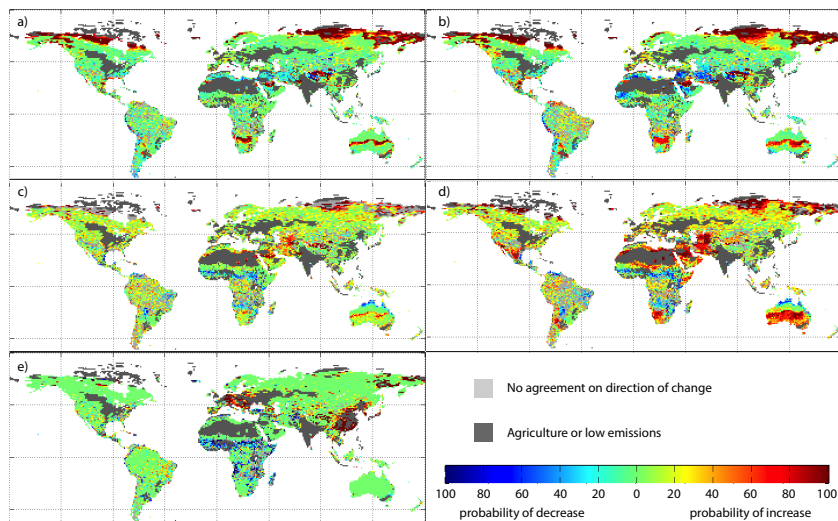 a)
b)
c)
d)
e)
No agreement on direction of change
Agriculture or low emissions
100 80 60 40 20 0 20 40 60 80 100
probability of decrease probability of increase